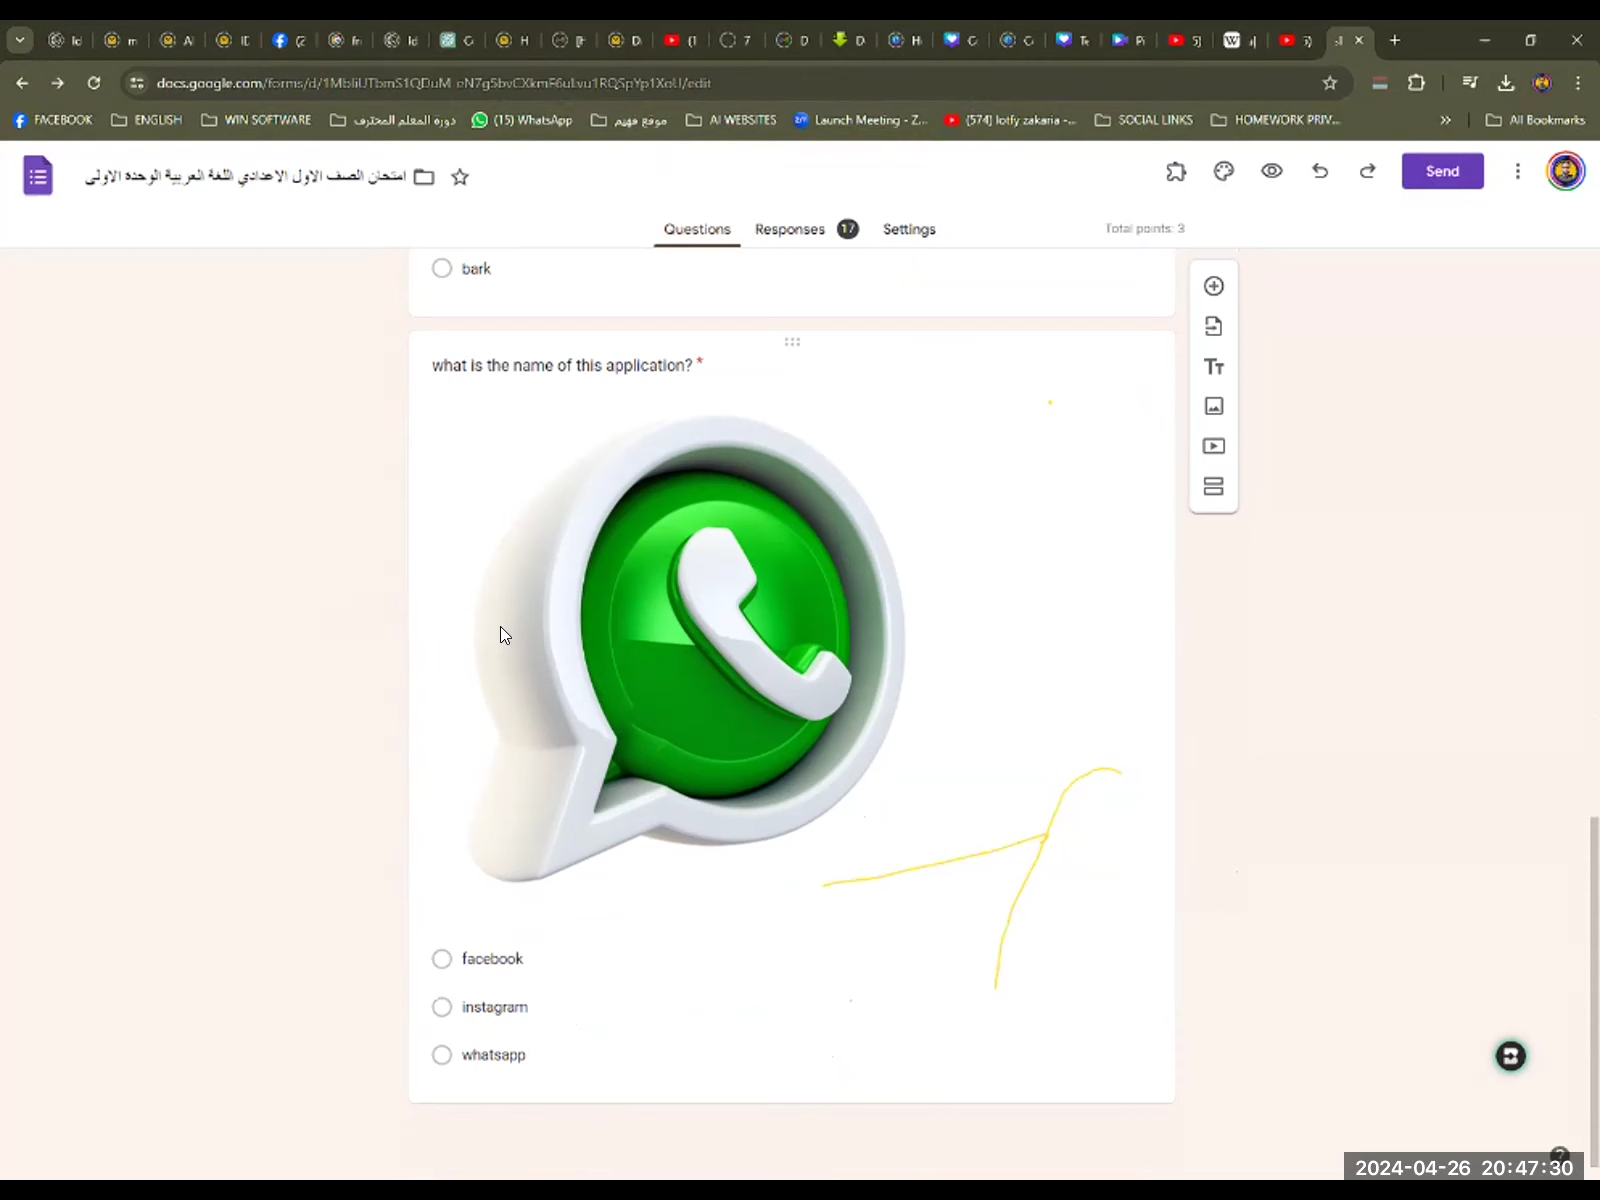 docs.google.com/forms/d/
/edit
FACEBOOK ENGLISH WIN SOFTWARE دورة المعلم المحترف (15) WhatsApp موقع فهيم AI WEBSITES Launch Meeting - Z... (574) lotfy zakaria -... SOCIAL LINKS HOMEWORK PRIV... » All Bookmarks
امتحان الصف الاول الاعدادي اللغة العربية الوحده الاولى
Send
Questions Responses 17 Settings Total points: 3
bark
what is the name of this application? *
facebook
instagram
whatsapp
2024-04-26 20:47:30